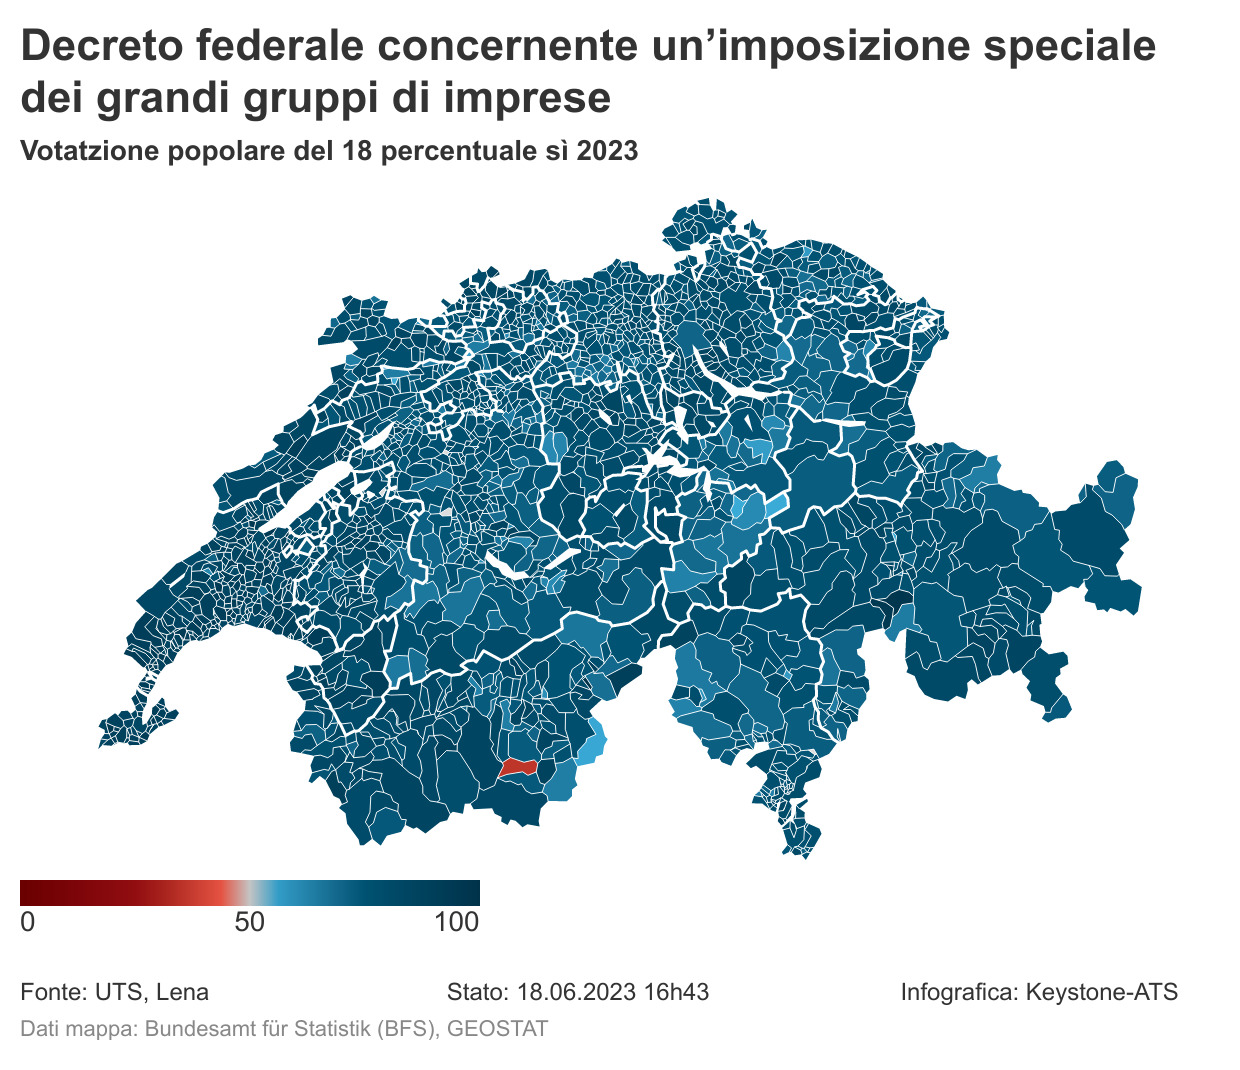 Decreto federale concernente un’imposizione speciale
dei grandi gruppi di imprese
Votatzione popolare del 18 percentuale sì 2023
0 50 100
Fonte: UTS, Lena Stato: 18.06.2023 16h43 Infografica: Keystone-ATS
Dati mappa: Bundesamt für Statistik (BFS), GEOSTAT